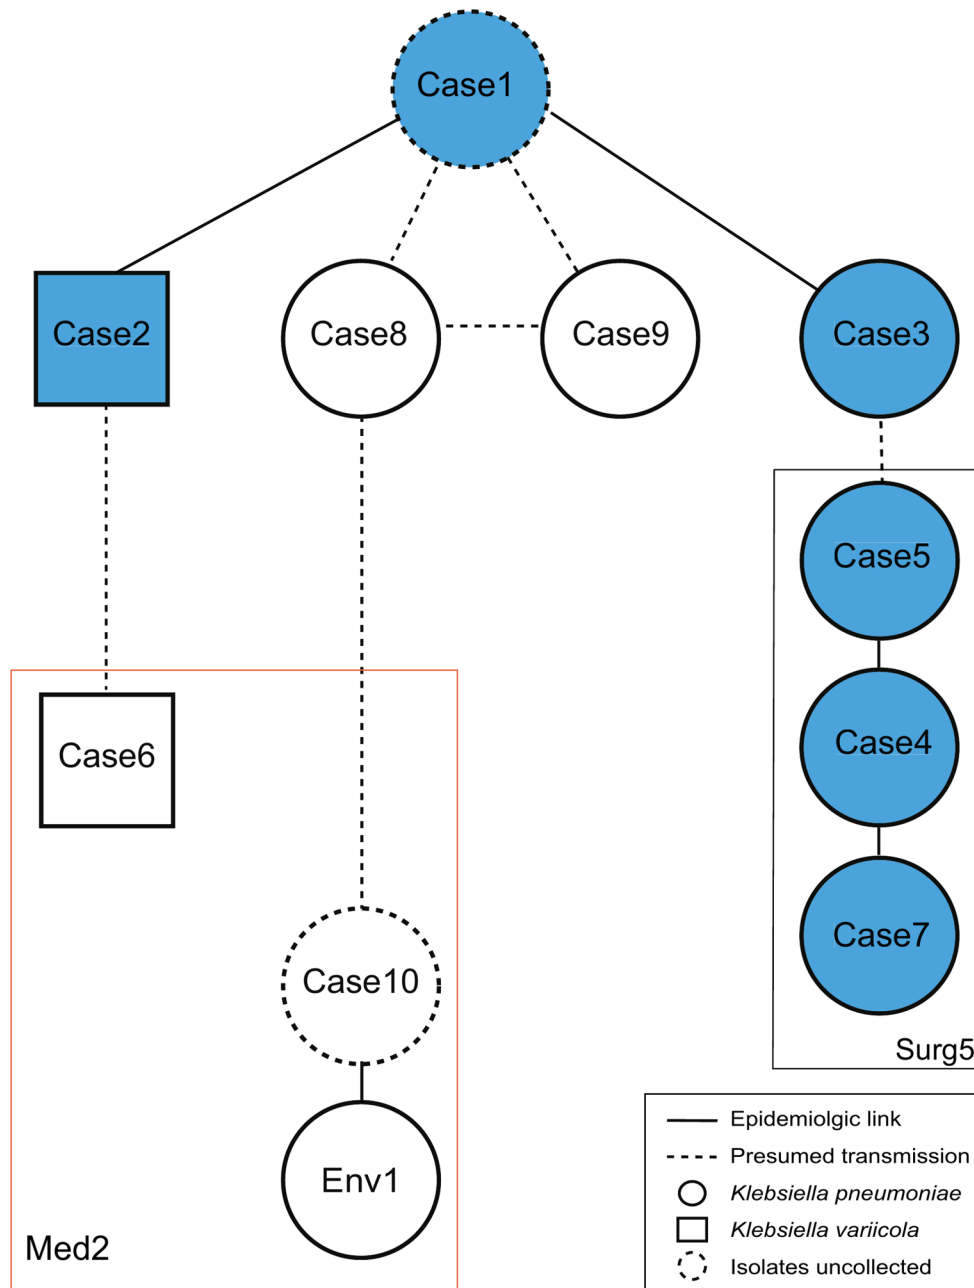 Case1
Case2
Case8
Case9
Case3
Case5
Case6
Case4
Case7
Case10
Surg5
Env1
Med2
Epidemiolgic link
Presumed transmission
Klebsiella pneumoniae
Klebsiella variicola
Isolates uncollected